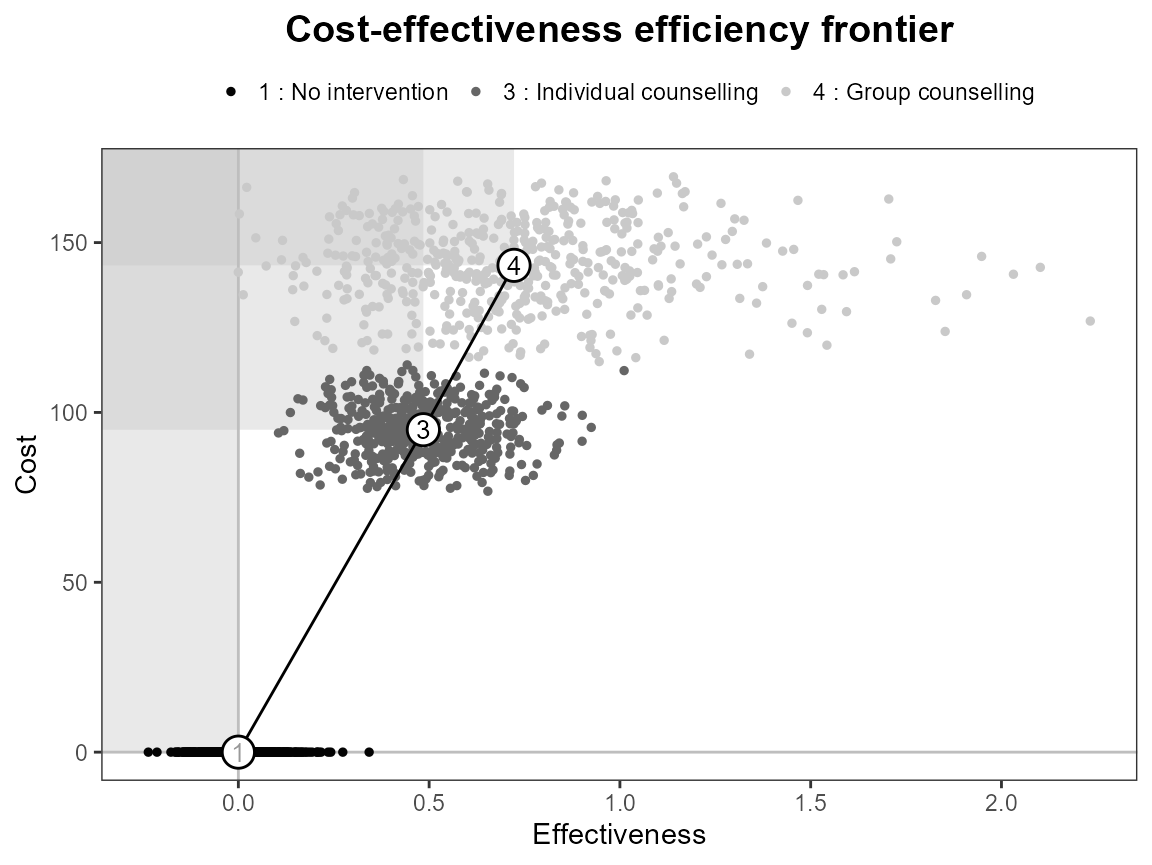 Cost-effectiveness efficiency frontier
1 : No intervention 3 : Individual counselling 4 : Group counselling
150
4
100
3
Cost
50
0
1
0.0 0.5 1.0 1.5 2.0
Effectiveness